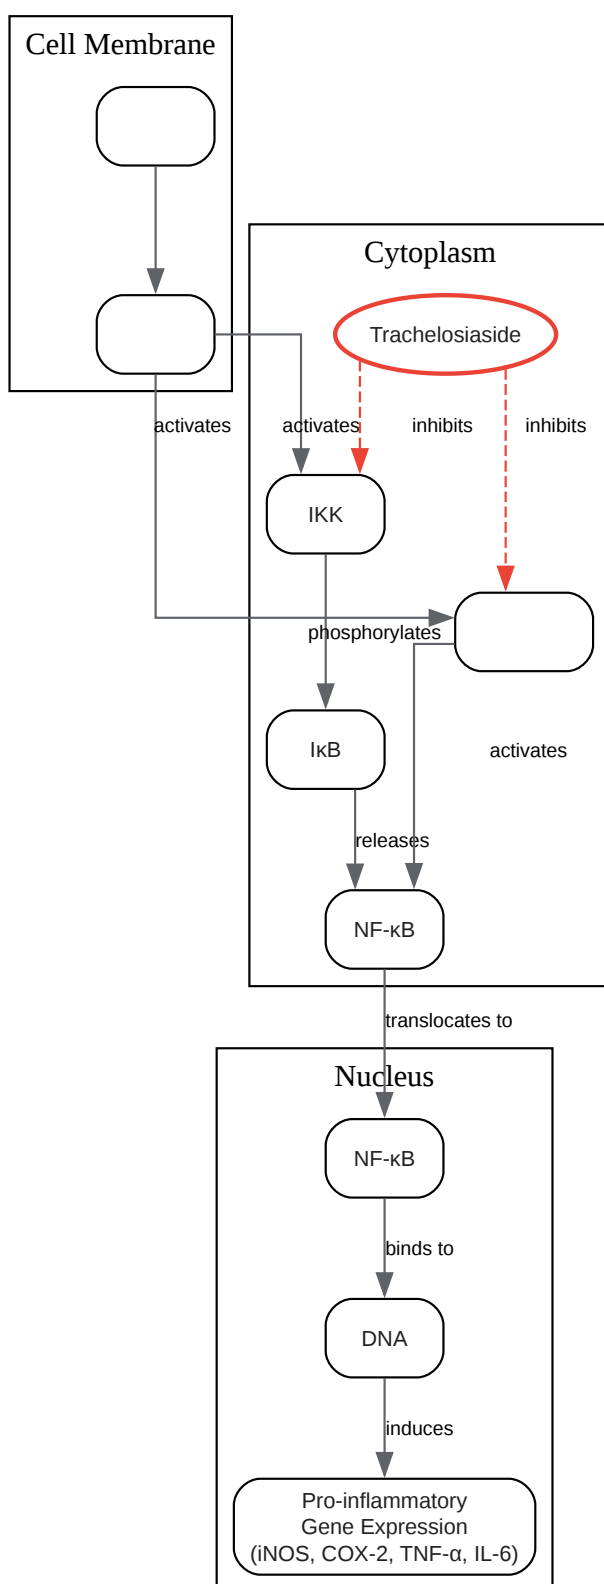 Cell Membrane
Cytoplasm
Trachelosiaside
activates
activates
inhibits
inhibits
IKK
phosphorylates
IκB
activates
releases
NF-κB
translocates to
Nucleus
NF-κB
binds to
DNA
induces
Pro-inflammatory
Gene Expression
(iNOS, COX-2, TNF-α, IL-6)